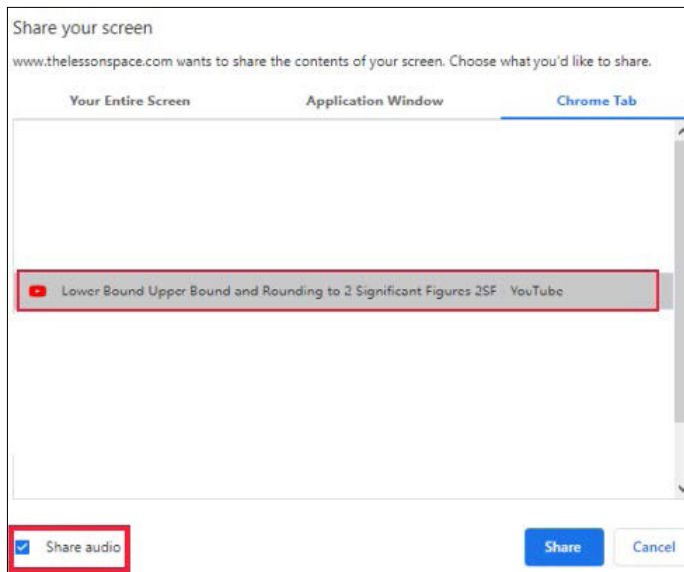 Share your screen
www.thelessonspace.com wants to share the contents of your screen. Choose what you'd like to share.
Your Entire Screen Application Window Chrome Tab
Lower Bound Upper Bound and Rounding to 2 Significant Figures 2SF YouTube
Share audio Share Cancel